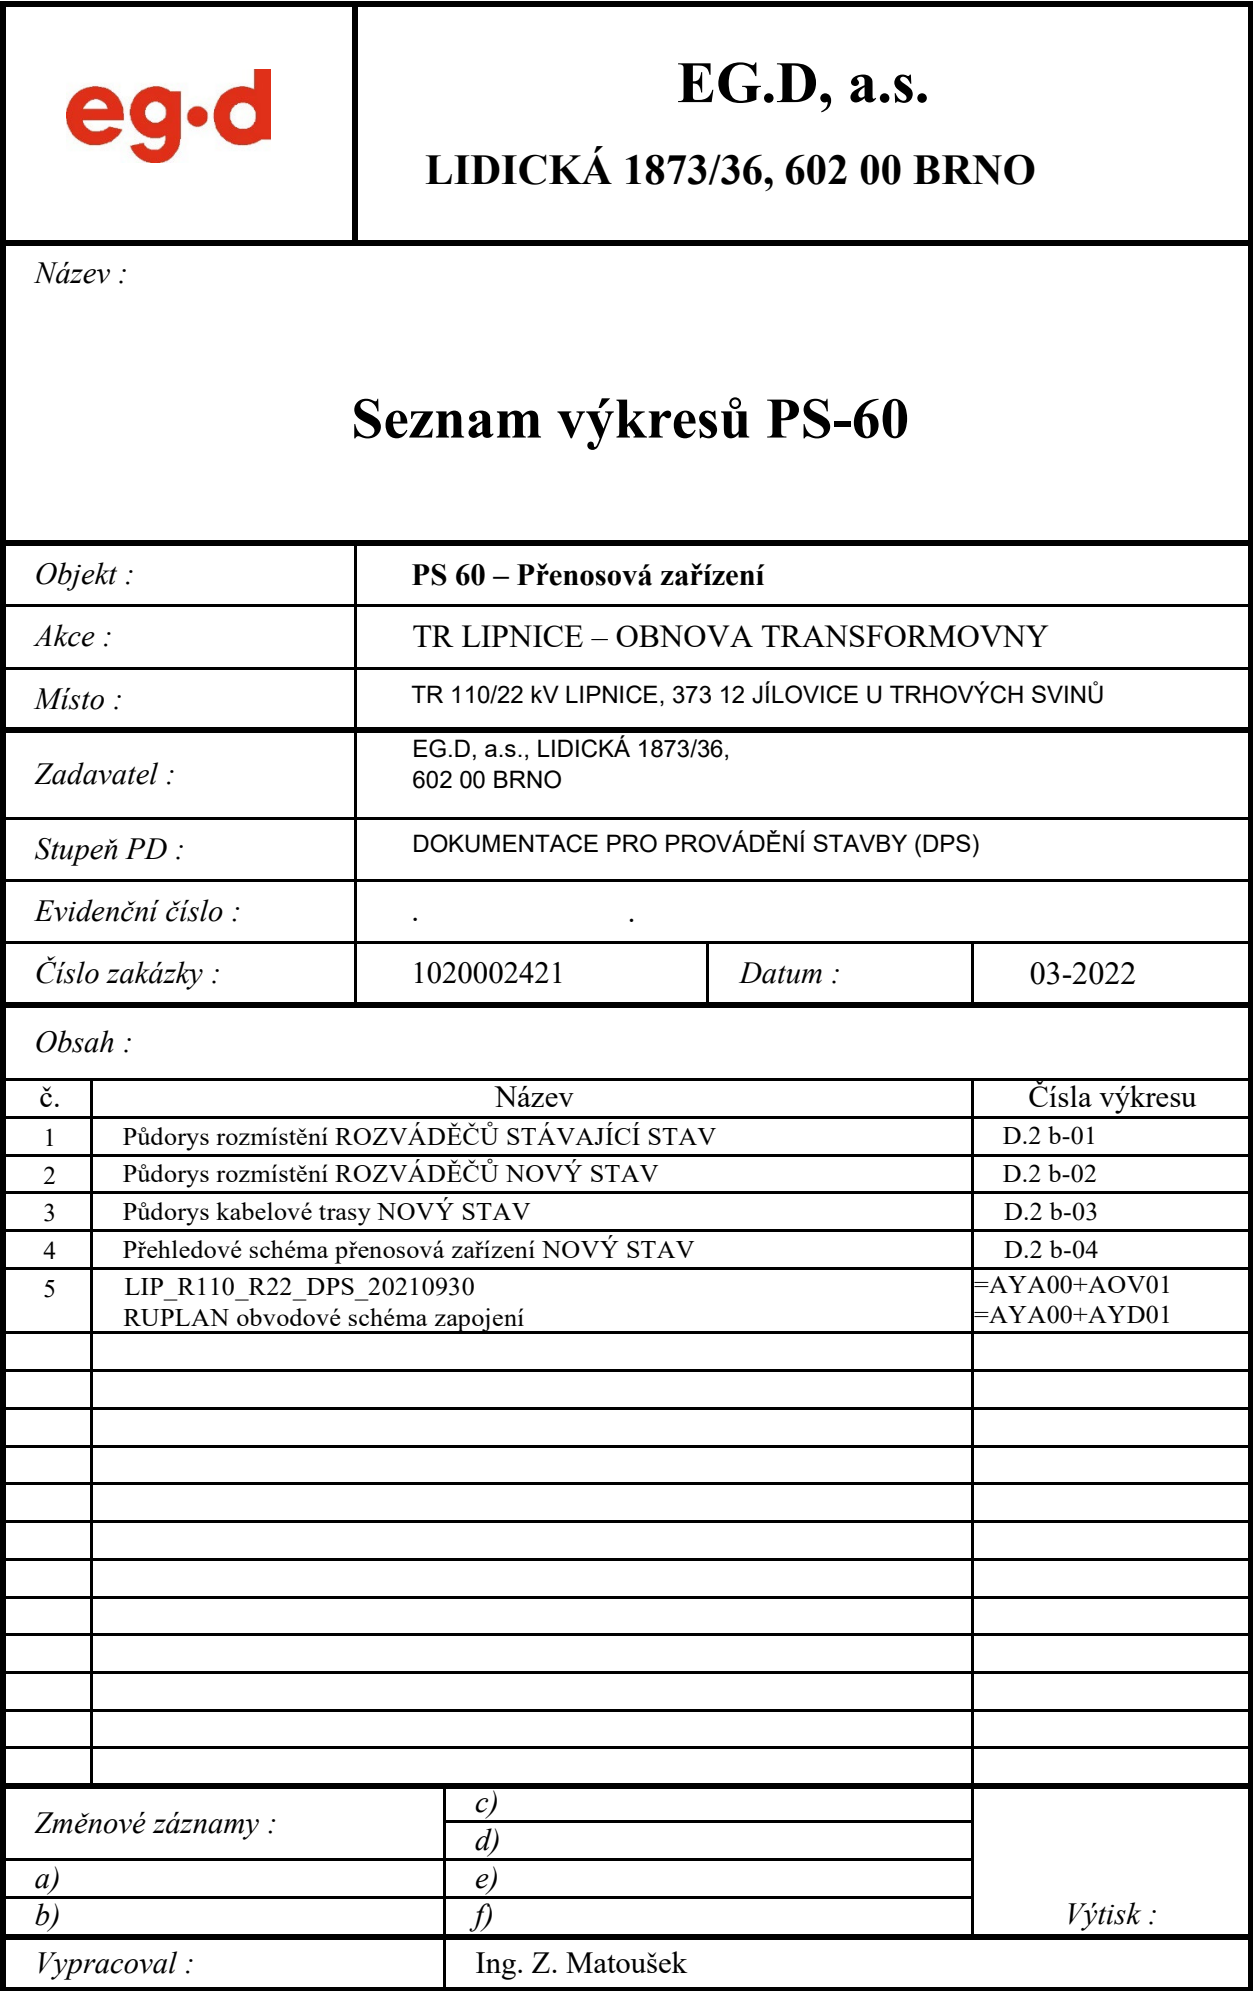 eg·d
EG.D, a.s.
LIDICKÁ 1873/36, 602 00 BRNO
Název :
Seznam výkresů PS-60
Objekt :
PS 60 – Přenosová zařízení
Akce :
TR LIPNICE – OBNOVA TRANSFORMOVNY
Místo :
TR 110/22 kV LIPNICE, 373 12 JÍLOVICE U TRHOVÝCH SVINŮ
Zadavatel :
EG.D, a.s., LIDICKÁ 1873/36,
602 00 BRNO
Stupeň PD :
DOKUMENTACE PRO PROVÁDĚNÍ STAVBY (DPS)
Evidenční číslo :
. .
Číslo zakázky :
1020002421
Datum :
03-2022
Obsah :
č. Název Čísla výkresu
1 Půdorys rozmístění ROZVÁDĚČŮ STÁVAJÍCÍ STAV D.2 b-01
2 Půdorys rozmístění ROZVÁDĚČŮ NOVÝ STAV D.2 b-02
3 Půdorys kabelové trasy NOVÝ STAV D.2 b-03
4 Přehledové schéma přenosová zařízení NOVÝ STAV D.2 b-04
5 LIP_R110_R22_DPS_20210930 =AYA00+AOV01
RUPLAN obvodové schéma zapojení =AYA00+AYD01
Změnové záznamy :
c)
d)
a) e)
b) f)
Výtisk :
Vypracoval :
Ing. Z. Matoušek